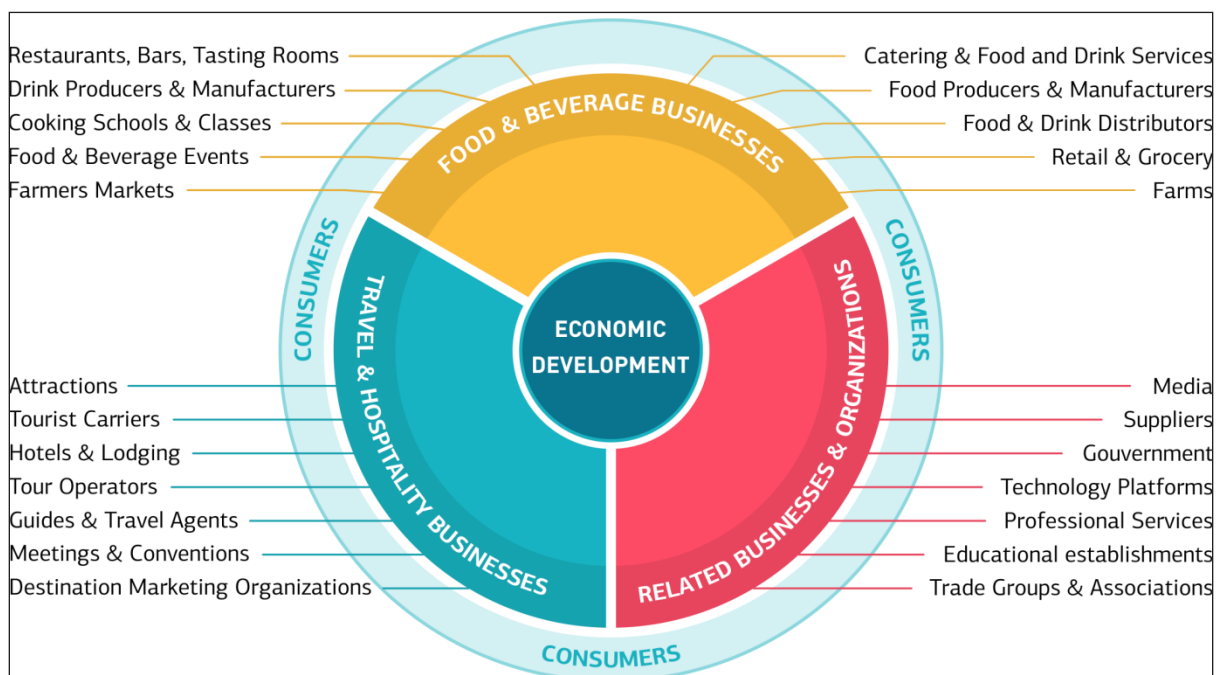 Restaurants, Bars, Tasting Rooms
Drink Producers & Manufacturers
Cooking Schools & Classes
Food & Beverage Events
Farmers Markets
Catering & Food and Drink Services
Food Producers & Manufacturers
Food & Drink Distributors
Retail & Grocery
Farms
FOOD & BEVERAGE BUSINESSES
CONSUMERS
CONSUMERS
ECONOMIC
DEVELOPMENT
TRAVEL & HOSPITALITY BUSINESSES
RELATED BUSINESSES & ORGANIZATIONS
Attractions
Tourist Carriers
Hotels & Lodging
Tour Operators
Guides & Travel Agents
Meetings & Conventions
Destination Marketing Organizations
Media
Suppliers
Gouvernment
Technology Platforms
Professional Services
Educational establishments
Trade Groups & Associations
CONSUMERS